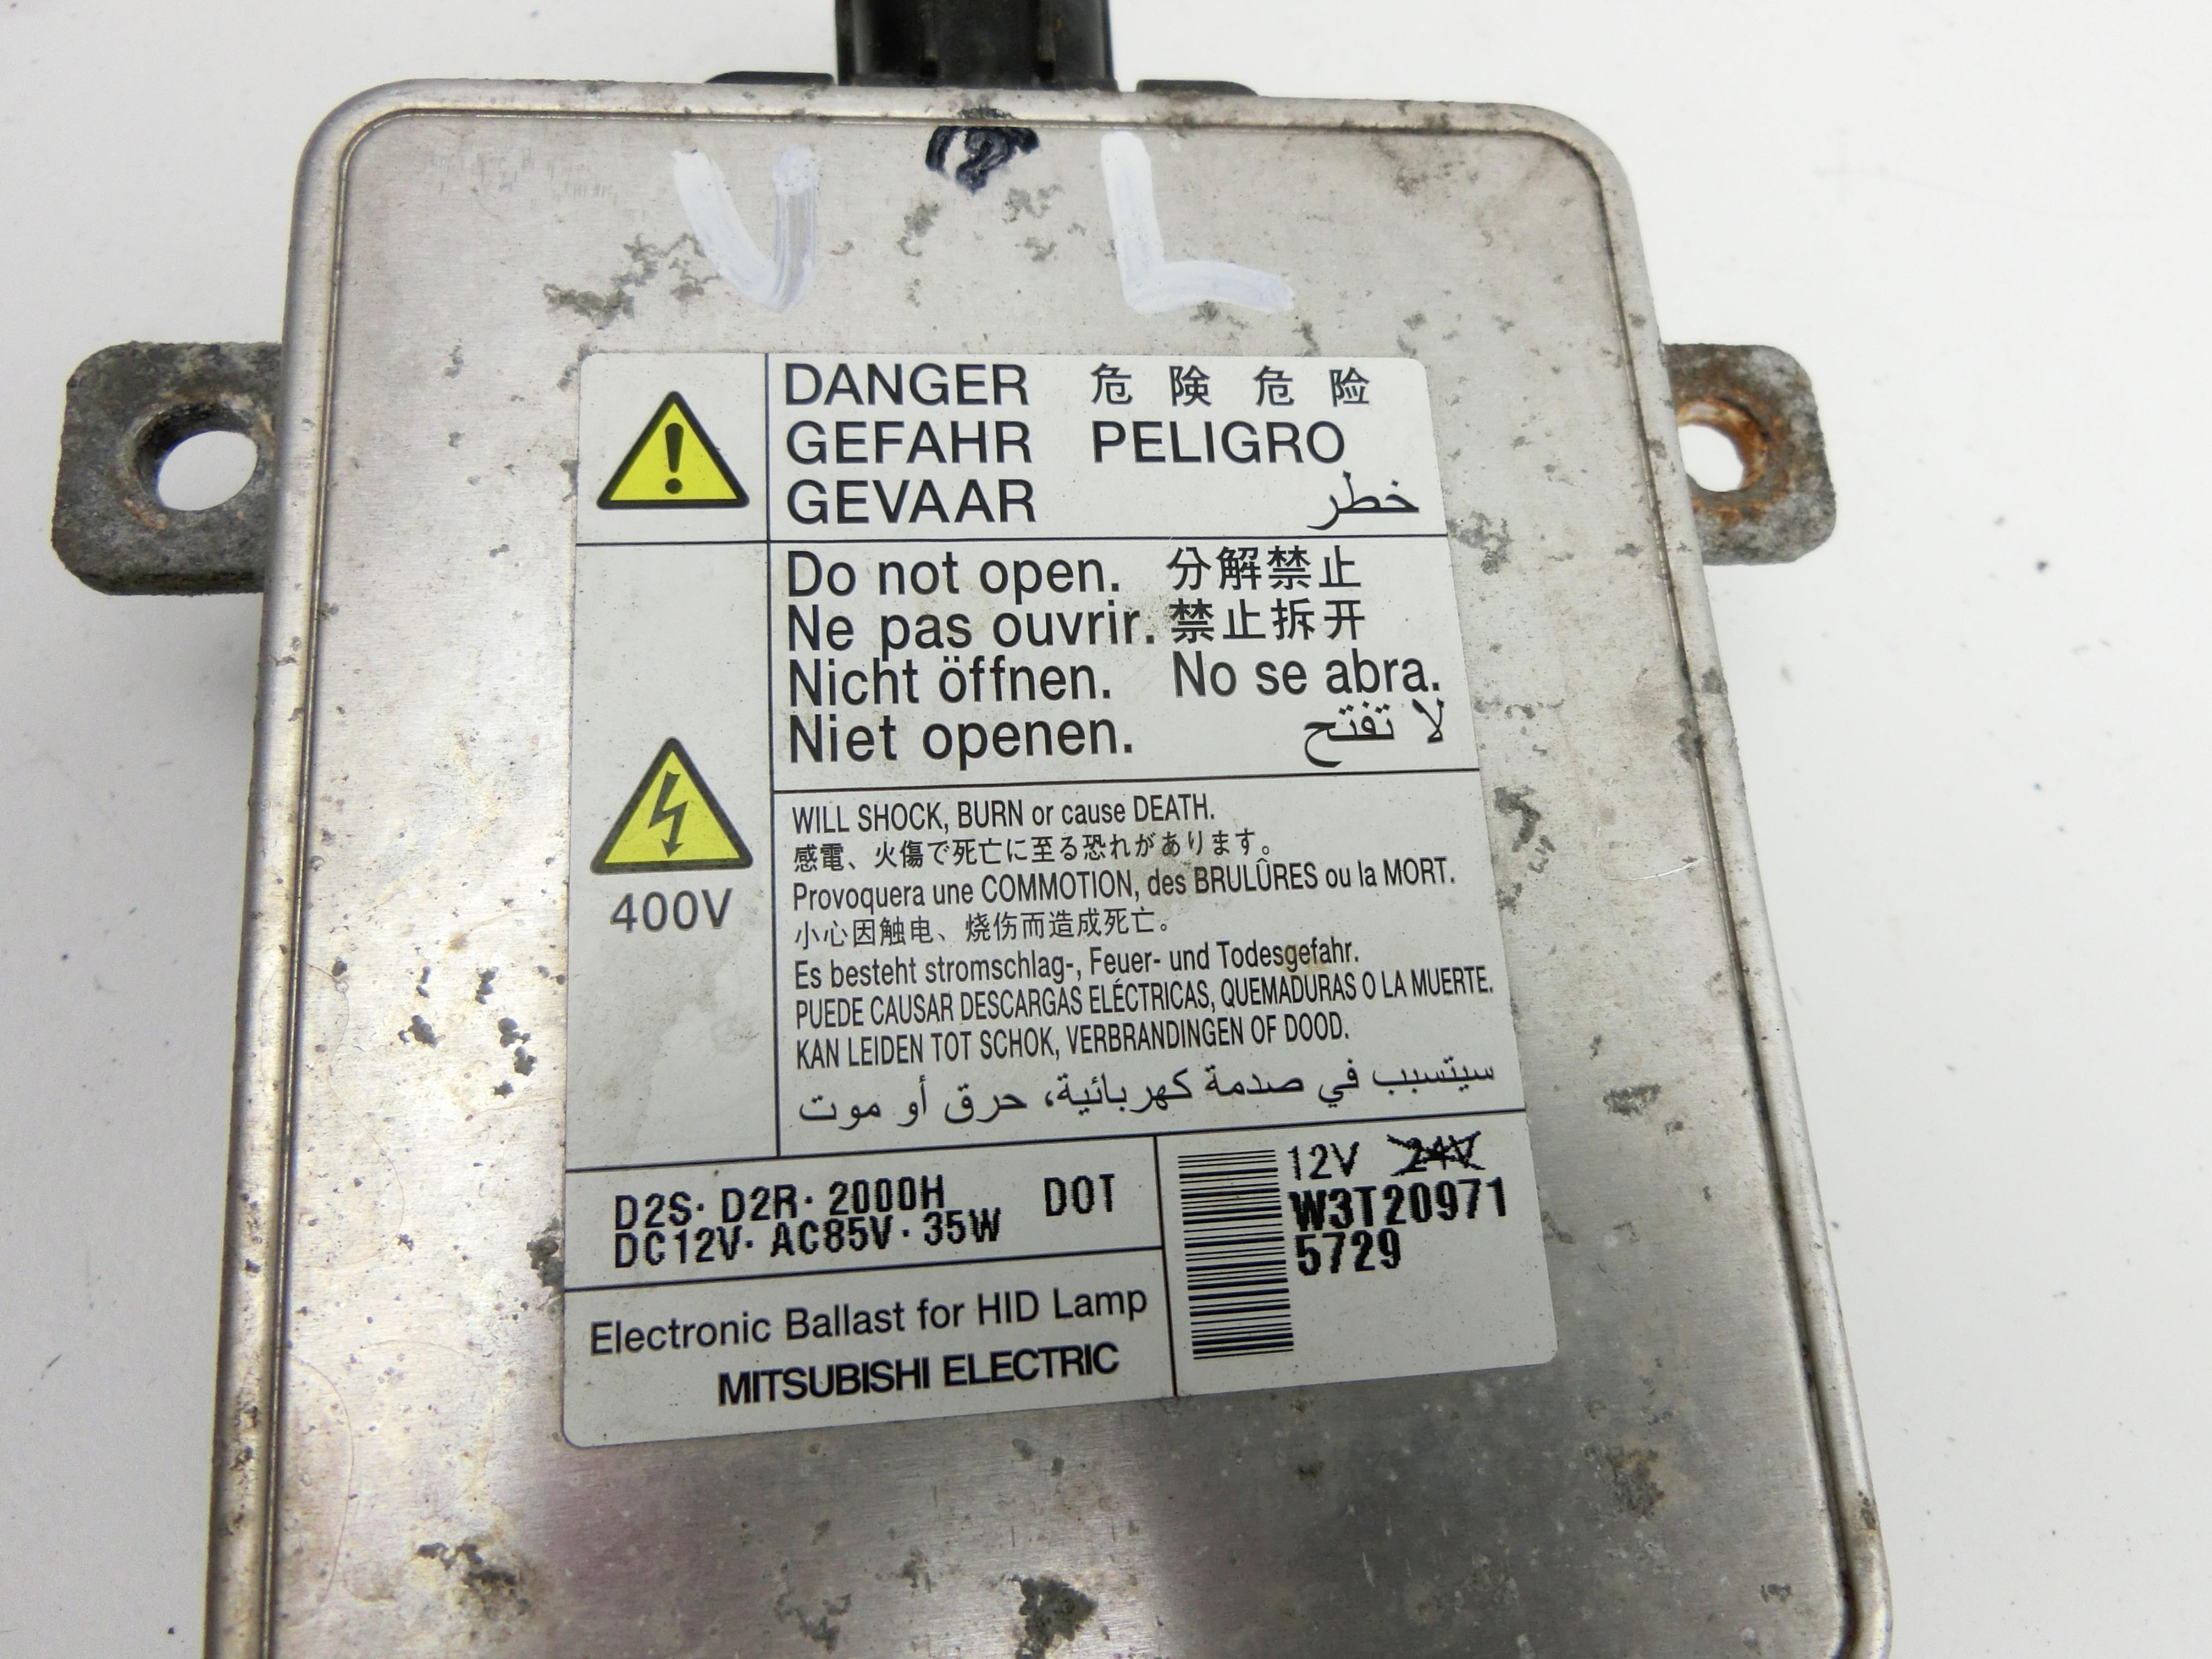 V L
DANGER 危険 危险
GEFAHR PELIGRO
GEVAAR خطر
Do not open. 分解禁止
Ne pas ouvrir. 禁止拆开
Nicht öffnen. No se abra.
Niet openen. لا تفتح
400V
WILL SHOCK, BURN or cause DEATH.
感電、火傷で死亡に至る恐れがあります。
Provoquera une COMMOTION, des BRULÛRES ou la MORT.
小心因触电、烧伤而造成死亡。
Es besteht stromschlag-, Feuer- und Todesgefahr.
PUEDE CAUSAR DESCARGAS ELÉCTRICAS, QUEMADURAS O LA MUERTE.
KAN LEIDEN TOT SCHOK, VERBRANDINGEN OF DOOD.
سيتسبب في صدمة كهربائية، حرق أو موت
D2S· D2R· 2000H DOT
DC12V· AC85V· 35W
Electronic Ballast for HID Lamp
MITSUBISHI ELECTRIC
12V 24V
W3T20971
5729